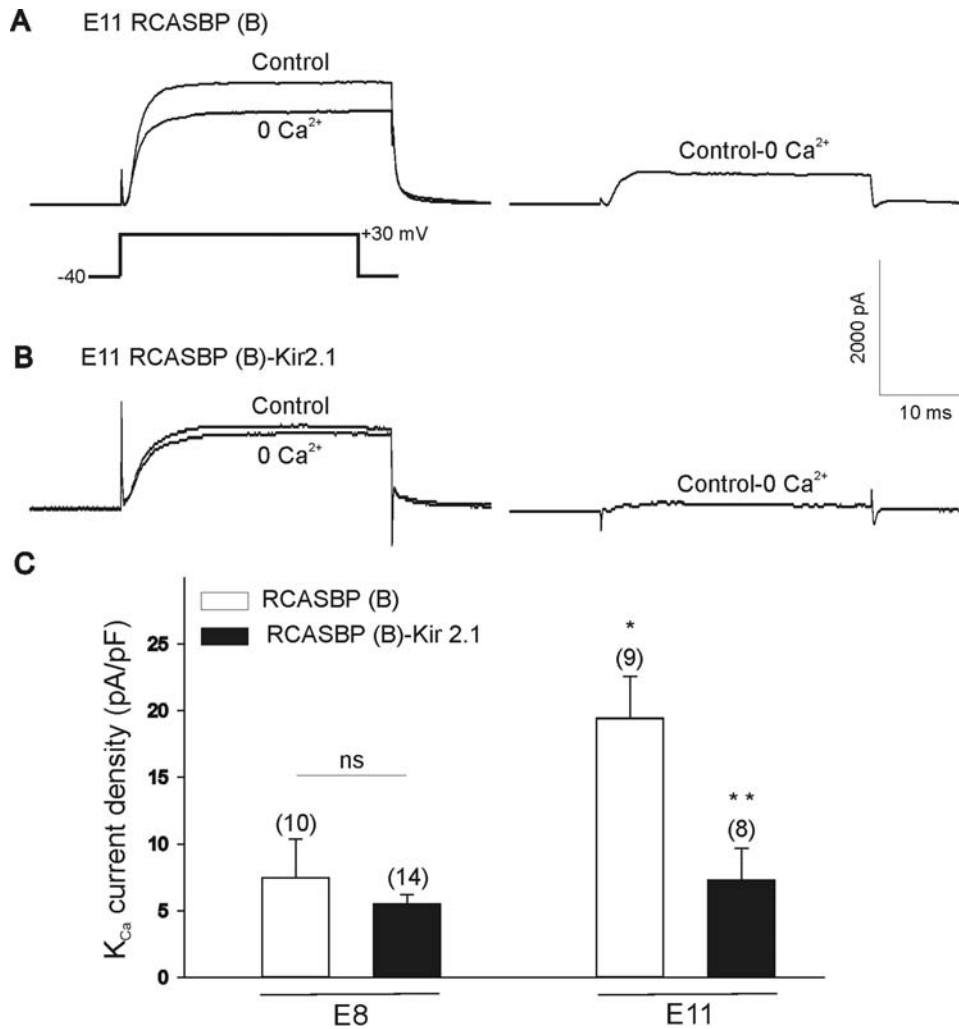 A E11 RCASBP (B)
Control
0 Ca²⁺
Control-0 Ca²⁺
+30 mV
-40
2000 pA
10 ms
B E11 RCASBP (B)-Kir2.1
Control
0 Ca²⁺
Control-0 Ca²⁺
C
RCASBP (B)
RCASBP (B)-Kir 2.1
K_Ca current density (pA/pF)
25
20
15
10
5
0
ns
(10)
(14)
*
(9)
* *
(8)
E8
E11